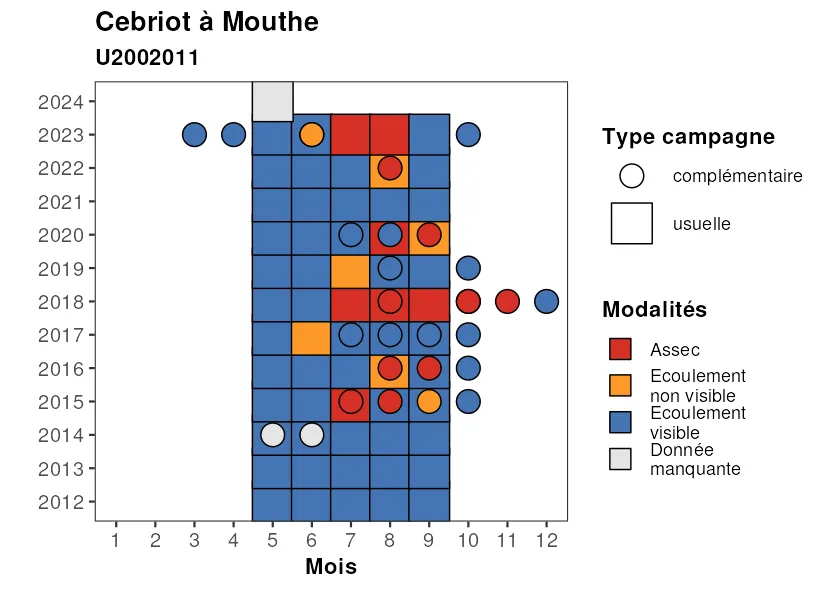 Cebriot à Mouthe
U2002011
2024
2023
2022
2021
2020
2019
2018
2017
2016
2015
2014
2013
2012
1 2 3 4 5 6 7 8 9 10 11 12
Mois
Type campagne
complémentaire
usuelle
Modalités
Assec
Ecoulement
non visible
Ecoulement
visible
Donnée
manquante